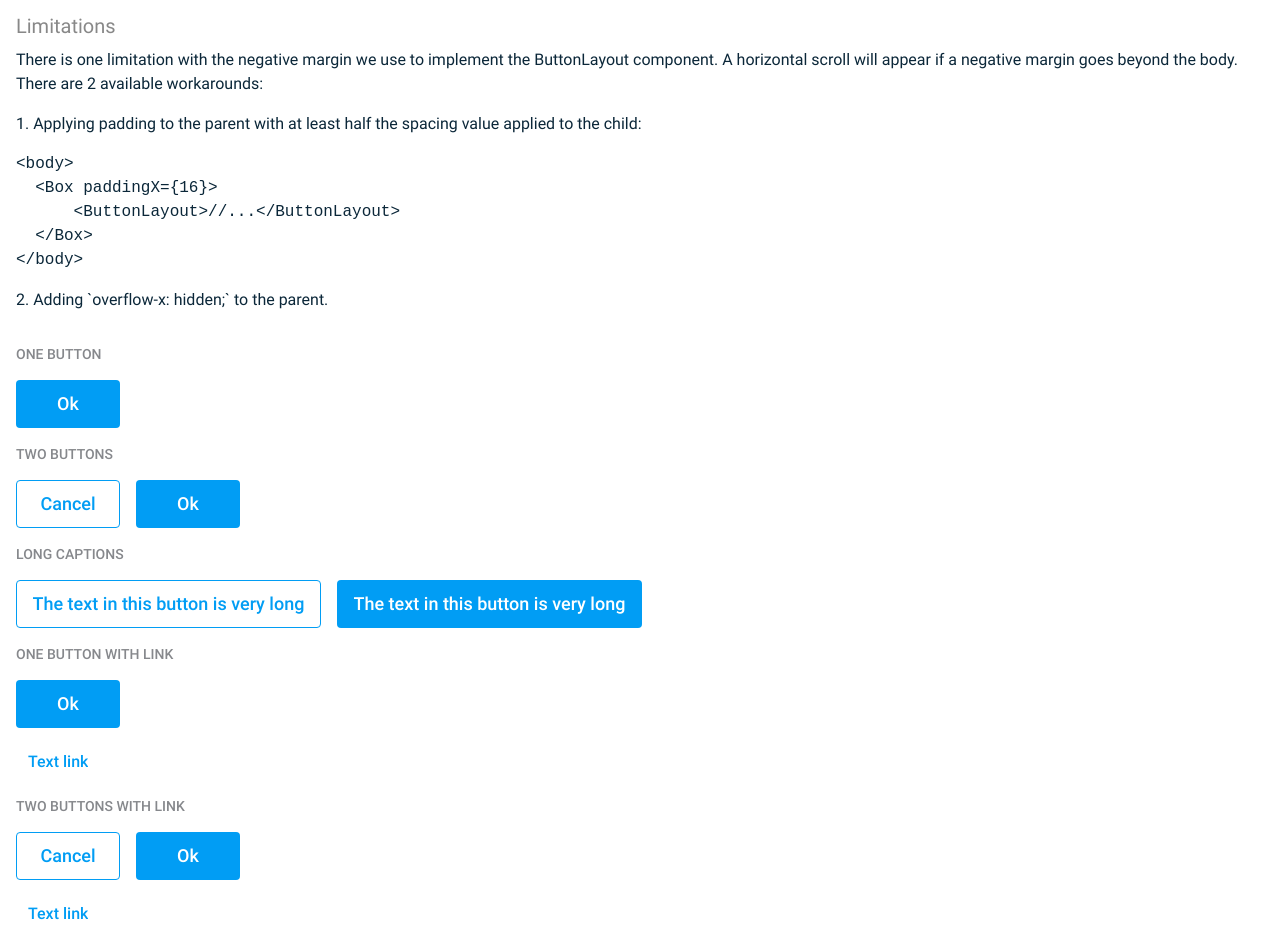 Limitations
There is one limitation with the negative margin we use to implement the ButtonLayout component. A horizontal scroll will appear if a negative margin goes beyond the body.
There are 2 available workarounds:
1. Applying padding to the parent with at least half the spacing value applied to the child:
<body>
  <Box paddingX={16}>
      <ButtonLayout>//...</ButtonLayout>
  </Box>
</body>
2. Adding `overflow-x: hidden;` to the parent.
ONE BUTTON
Ok
TWO BUTTONS
Cancel Ok
LONG CAPTIONS
The text in this button is very long The text in this button is very long
ONE BUTTON WITH LINK
Ok
Text link
TWO BUTTONS WITH LINK
Cancel Ok
Text link